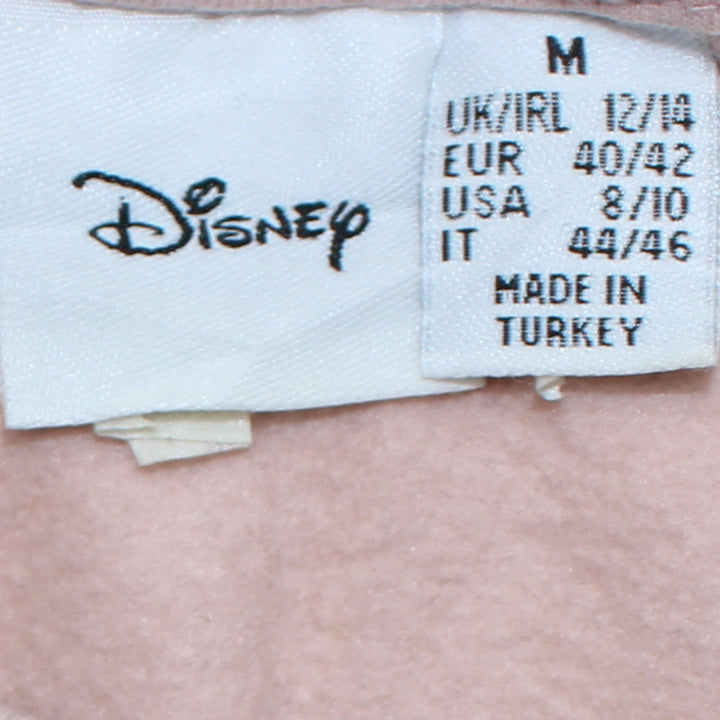 Disney
M
UK/IRL 12/14
EUR 40/42
USA 8/10
IT 44/46
MADE IN
TURKEY